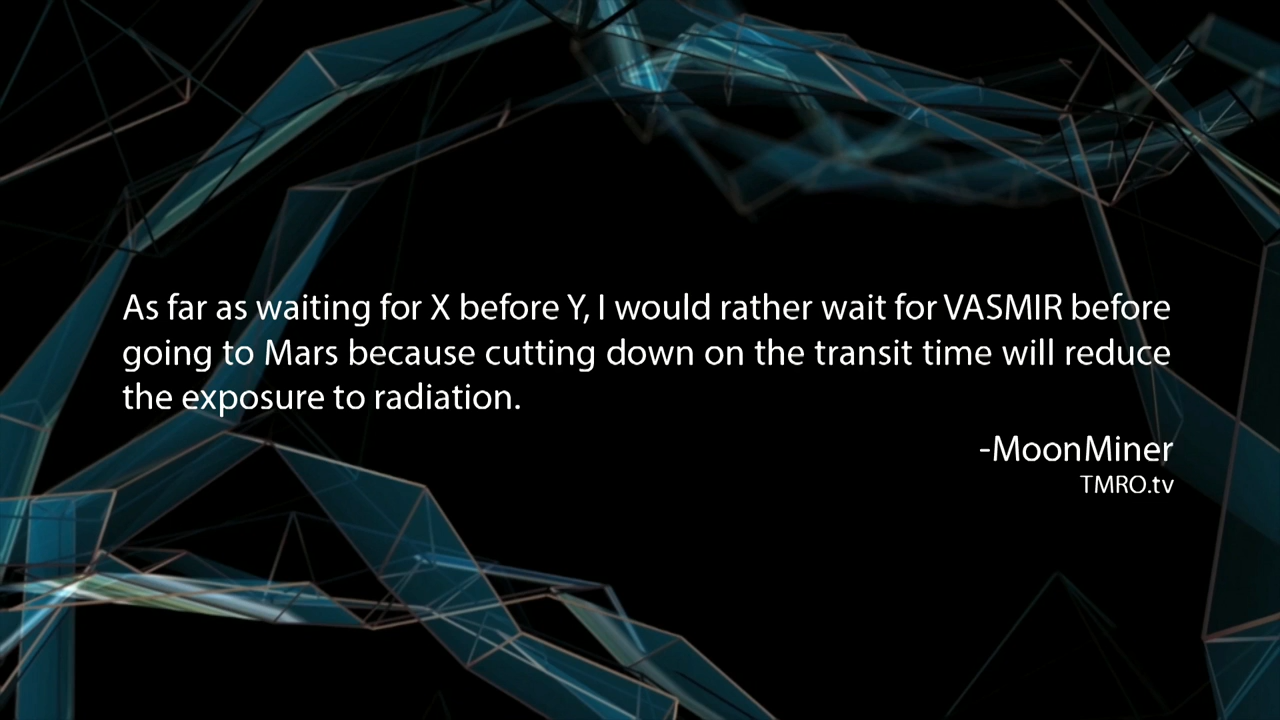 As far as waiting for X before Y, I would rather wait for VASMIR before
going to Mars because cutting down on the transit time will reduce
the exposure to radiation.
-MoonMiner
TMRO.tv